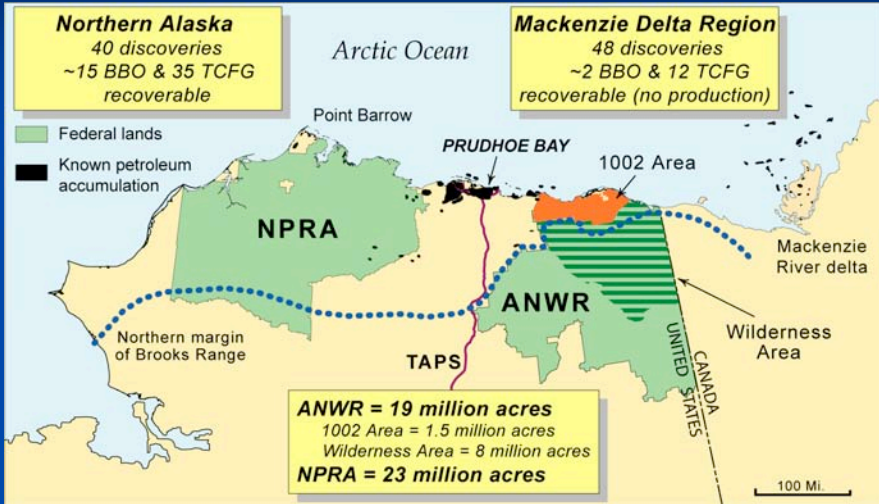 Northern Alaska
40 discoveries
~15 BBO & 35 TCFG
recoverable
Arctic Ocean
Mackenzie Delta Region
48 discoveries
~2 BBO & 12 TCFG
recoverable (no production)
Federal lands
Known petroleum
accumulation
Point Barrow
PRUDHOE BAY
1002 Area
NPRA
Mackenzie
River delta
ANWR
Northern margin
of Brooks Range
TAPS
Wilderness
Area
UNITED STATES
CANADA
ANWR = 19 million acres
1002 Area = 1.5 million acres
Wilderness Area = 8 million acres
NPRA = 23 million acres
100 Mi.